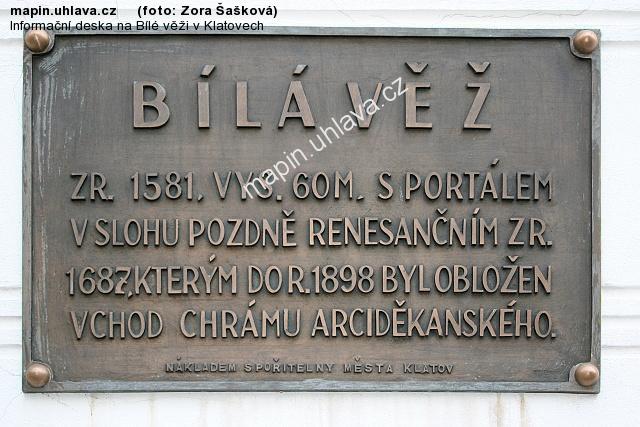 mapin.uhlava.cz (foto: Zora Šašková)
Informační deska na Bílé věži v Klatovech
BÍLÁ VĚŽ
mapin.uhlava.cz
ZR. 1581, 60M. S PORTÁLEM
V SLOHU POZDNĚ RENESANČNÍM ZR.
1687, KTERÝM DO R. 1898 BYL OBLOŽEN
VCHOD CHRÁMU ARCIDĚKANSKÉHO.
NÁKLADEM SPOŘITELNY MĚSTA KLATOV